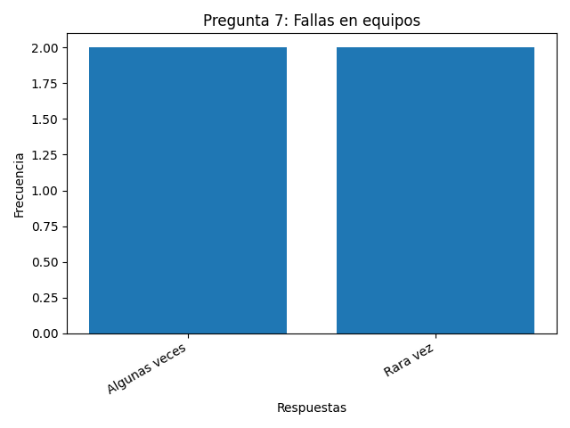 Pregunta 7: Fallas en equipos
2.00
1.75
1.50
1.25
1.00
0.75
0.50
0.25
0.00
Frecuencia
Algunas veces
Rara vez
Respuestas